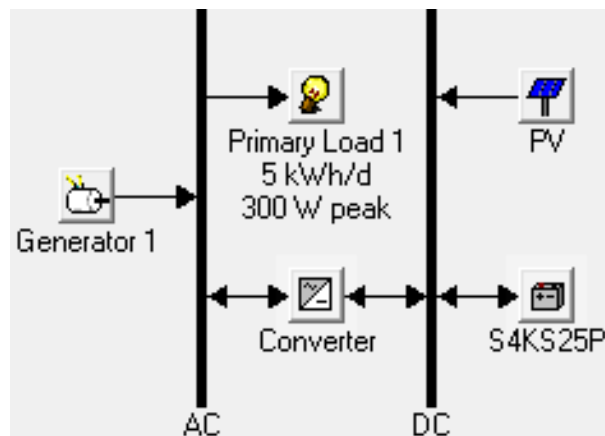 Primary Load 1
5 kWh/d
300 W peak
PV
Generator 1
Converter
S4KS25P
AC
DC